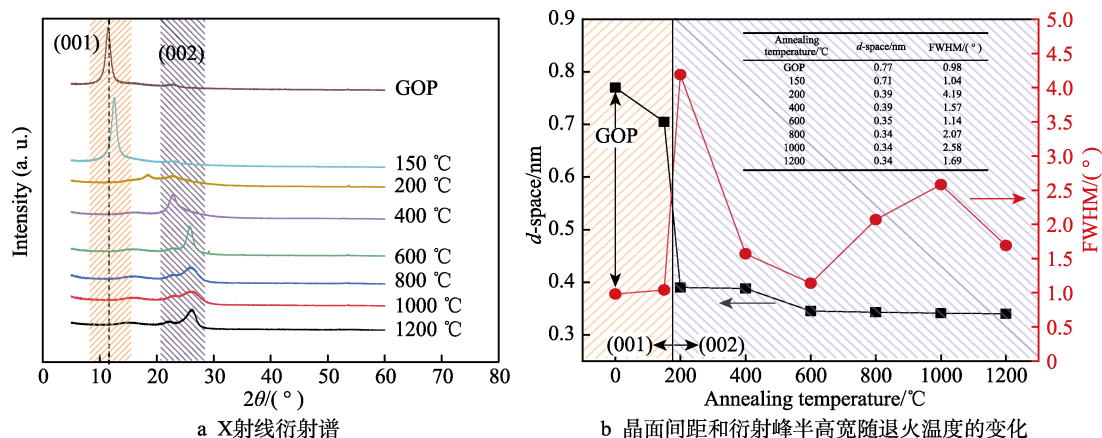 (001)
(002)
GOP
150 ℃
200 ℃
400 ℃
600 ℃
800 ℃
1000 ℃
1200 ℃
Intensity (a. u.)
0 10 20 30 40 50 60 70 80
2θ/( ° )
a X射线衍射谱
0.9
0.8
0.7
0.6
0.5
0.4
0.3
d-space/nm
5.0
4.5
4.0
3.5
3.0
2.5
2.0
1.5
1.0
0.5
0
FWHM/( ° )
Annealing temperature/℃ d-space/nm FWHM/( ° )
GOP 0.77 0.98
150 0.71 1.04
200 0.39 4.19
400 0.39 1.57
600 0.35 1.14
800 0.34 2.07
1000 0.34 2.58
1200 0.34 1.69
GOP
(001) (002)
0 200 400 600 800 1000 1200
Annealing temperature/℃
b 晶面间距和衍射峰半高宽随退火温度的变化